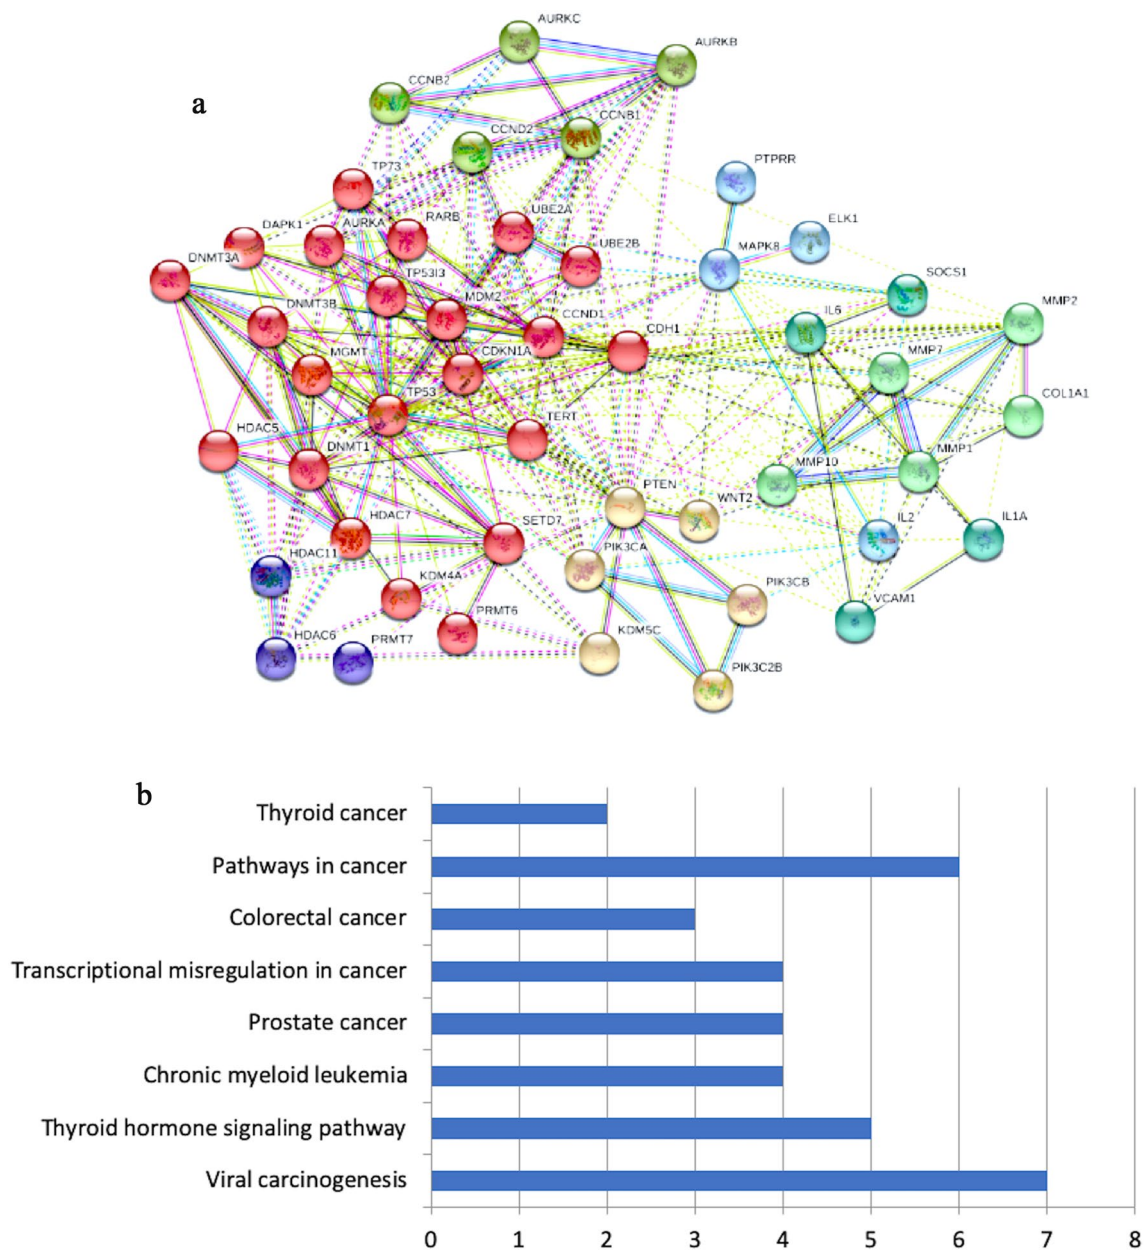 AURKC
AURKB
CCNB2
a
CCNB1
CCND2
TP73
PTPRR
DAPK1
AURKA
RARB
UBE2A
ELK1
UBE2B
MAPK8
DNMT3A
TP53I3
SOCS1
DNMT3B
MDM2
CCND1
CDH1
IL6
MMP2
MGMT
CDKN1A
MMP7
TP53
TERT
COL1A1
HDAC5
DNMT1
MMP10
MMP1
PTEN
WNT2
HDAC7
SETD7
IL2
IL1A
HDAC11
PIK3CA
KDM4A
PIK3CB
VCAM1
PRMT6
HDAC6
PRMT7
KDM5C
PIK3C2B
b
Thyroid cancer
Pathways in cancer
Colorectal cancer
Transcriptional misregulation in cancer
Prostate cancer
Chronic myeloid leukemia
Thyroid hormone signaling pathway
Viral carcinogenesis
0 1 2 3 4 5 6 7 8